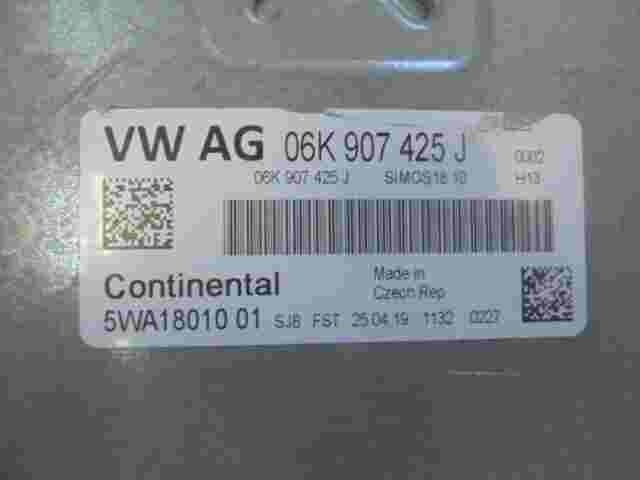 VW AG 06K 907 425 J 0002
06K 907 425 J SIMOS18.10 H13
Continental Made in
Czech Rep
5WA18010 01 SJB FST 25.04.19 1132 0227